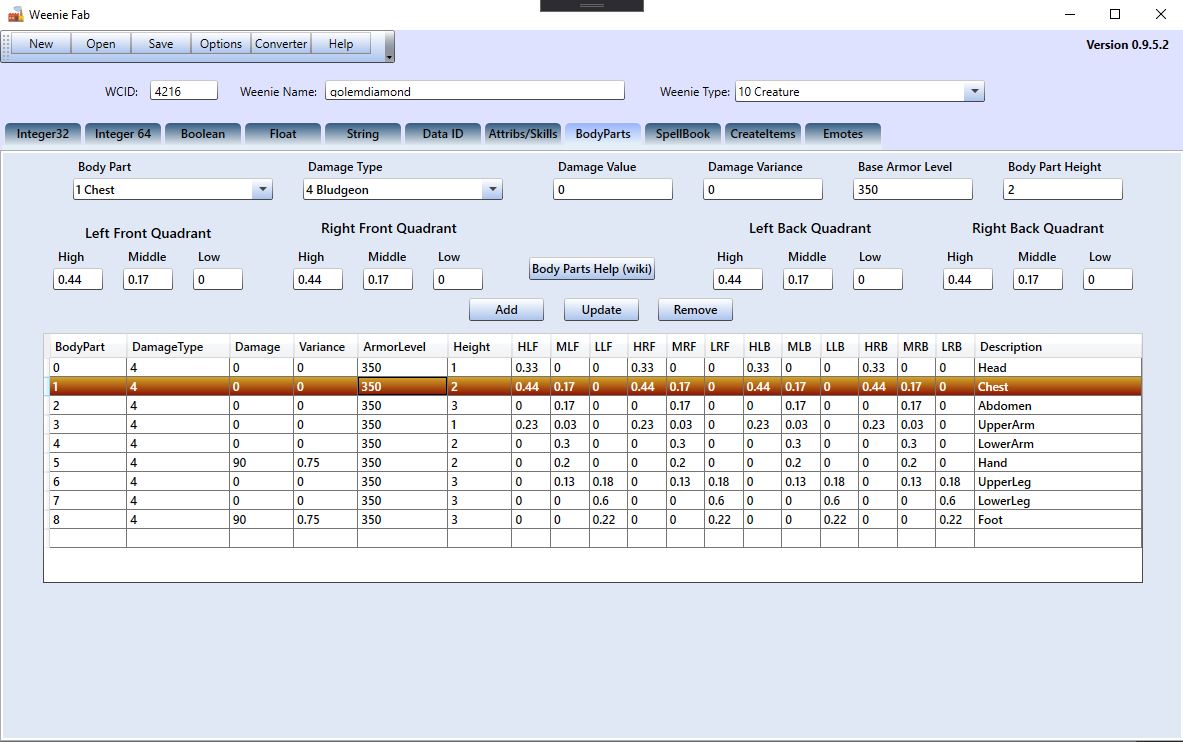 Weenie Fab
New Open Save Options Converter Help
Version 0.9.5.2
WCID: 4216 Weenie Name: golemdiamond Weenie Type: 10 Creature
Integer32 Integer 64 Boolean Float String Data ID Attribs/Skills BodyParts SpellBook CreateItems Emotes
Body Part Damage Type Damage Value Damage Variance Base Armor Level Body Part Height
1 Chest 4 Bludgeon 0 0 350 2
Left Front Quadrant Right Front Quadrant Left Back Quadrant Right Back Quadrant
High Middle Low High Middle Low High Middle Low High Middle Low
0.44 0.17 0 0.44 0.17 0 Body Parts Help (wiki) 0.44 0.17 0 0.44 0.17 0
Add Update Remove
BodyPart DamageType Damage Variance ArmorLevel Height HLF MLF LLF HRF MRF LRF HLB MLB LLB HRB MRB LRB Description
0 4 0 0 350 1 0.33 0 0 0.33 0 0 0.33 0 0 0.33 0 0 Head
1 4 0 0 350 2 0.44 0.17 0 0.44 0.17 0 0.44 0.17 0 0.44 0.17 0 Chest
2 4 0 0 350 3 0 0.17 0 0 0.17 0 0 0.17 0 0 0.17 0 Abdomen
3 4 0 0 350 1 0.23 0.03 0 0.23 0.03 0 0.23 0.03 0 0.23 0.03 0 UpperArm
4 4 0 0 350 2 0 0.3 0 0 0.3 0 0 0.3 0 0 0.3 0 LowerArm
5 4 90 0.75 350 2 0 0.2 0 0 0.2 0 0 0.2 0 0 0.2 0 Hand
6 4 0 0 350 3 0 0.13 0.18 0 0.13 0.18 0 0.13 0.18 0 0.13 0.18 UpperLeg
7 4 0 0 350 3 0 0 0.6 0 0 0.6 0 0 0.6 0 0 0.6 LowerLeg
8 4 90 0.75 350 3 0 0 0.22 0 0 0.22 0 0 0.22 0 0 0.22 Foot